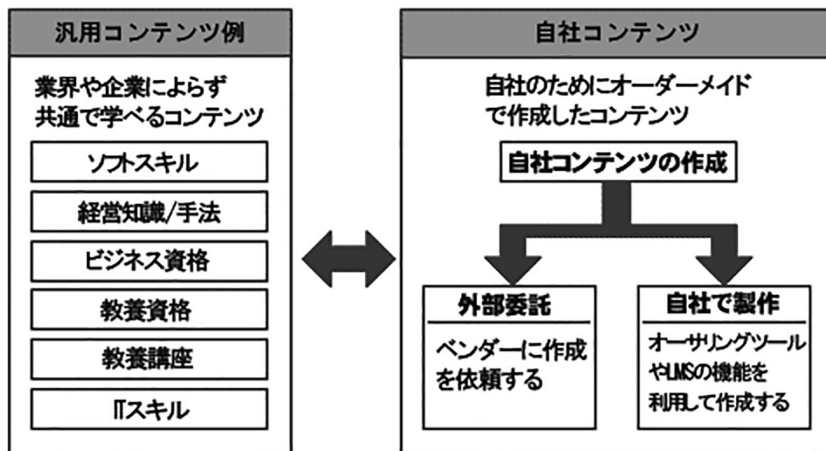 汎用コンテンツ例
業界や企業によらず
共通で学べるコンテンツ
ソフトスキル
経営知識/手法
ビジネス資格
教養資格
教養講座
ITスキル
自社コンテンツ
自社のためにオーダーメイド
で作成したコンテンツ
自社コンテンツの作成
外部委託
ベンダーに作成
を依頼する
自社で製作
オーサリングツール
やLMSの機能を
利用して作成する